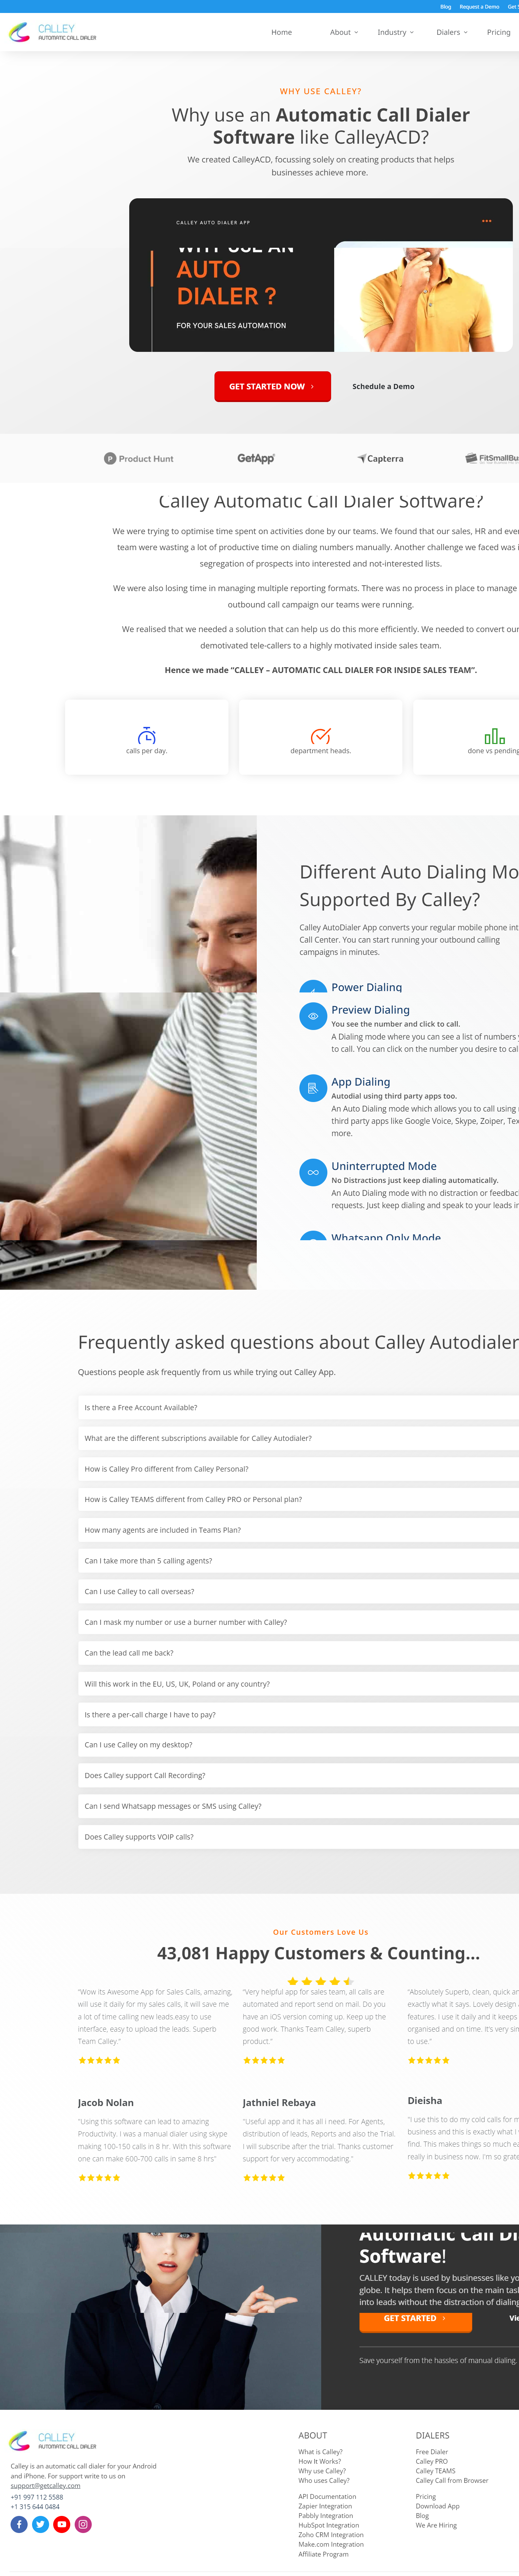 Blog Request a Demo Get
CALLEY
AUTOMATIC CALL DIALER
Home About Industry Dialers Pricing
WHY USE CALLEY?
Why use an Automatic Call Dialer
Software like CalleyACD?
We created CalleyACD, focussing solely on creating products that helps
businesses achieve more.
CALLEY AUTO DIALER APP
WHY USE AN
AUTO
DIALER ?
FOR YOUR SALES AUTOMATION
GET STARTED NOW
Schedule a Demo
Product Hunt GetApp Capterra FitSmallBu
Calley Automatic Call Dialer Software?
We were trying to optimise time spent on activities done by our teams. We found that our sales, HR and eve
team were wasting a lot of productive time on dialing numbers manually. Another challenge we faced was i
segregation of prospects into interested and not-interested lists.
We were also losing time in managing multiple reporting formats. There was no process in place to manage
outbound call campaign our teams were running.
We realised that we needed a solution that can help us do this more efficiently. We needed to convert our
demotivated tele-callers to a highly motivated inside sales team.
Hence we made “CALLEY – AUTOMATIC CALL DIALER FOR INSIDE SALES TEAM”.
calls per day.
department heads.
done vs pending
Different Auto Dialing Mo
Supported By Calley?
Calley AutoDialer App converts your regular mobile phone int
Call Center. You can start running your outbound calling
campaigns in minutes.
Power Dialing
Preview Dialing
You see the number and click to call.
A Dialing mode where you can see a list of numbers
to call. You can click on the number you desire to cal
App Dialing
Autodial using third party apps too.
An Auto Dialing mode which allows you to call using
third party apps like Google Voice, Skype, Zoiper, Tex
more.
Uninterrupted Mode
No Distractions just keep dialing automatically.
An Auto Dialing mode with no distraction or feedbac
requests. Just keep dialing and speak to your leads in
Whatsapp Only Mode
Frequently asked questions about Calley Autodialer
Questions people ask frequently from us while trying out Calley App.
Is there a Free Account Available?
What are the different subscriptions available for Calley Autodialer?
How is Calley Pro different from Calley Personal?
How is Calley TEAMS different from Calley PRO or Personal plan?
How many agents are included in Teams Plan?
Can I take more than 5 calling agents?
Can I use Calley to call overseas?
Can I mask my number or use a burner number with Calley?
Can the lead call me back?
Will this work in the EU, US, UK, Poland or any country?
Is there a per-call charge I have to pay?
Can I use Calley on my desktop?
Does Calley support Call Recording?
Can I send Whatsapp messages or SMS using Calley?
Does Calley supports VOIP calls?
Our Customers Love Us
43,081 Happy Customers & Counting...
“Wow Its Awesome App for Sales Calls, amazing,
will use it daily for my sales calls, it will save me
a lot of time calling new leads.easy to use
interface, easy to upload the leads. Superb
Team Calley.”
“Very helpful app for sales team, all calls are
automated and report send on mail. Do you
have an iOS version coming up. Keep up the
good work. Thanks Team Calley, superb
product.”
“Absolutely Superb, clean, quick an
exactly what it says. Lovely design
features. I use it daily and it keeps
organised and on time. it's very sim
to use.”
Jacob Nolan
“Using this software can lead to amazing
Productivity. I was a manual dialer using skype
making 100-150 calls in 8 hr. With this software
one can make 600-700 calls in same 8 hrs”
Jathniel Rebaya
“Useful app and it has all i need. For Agents,
distribution of leads, Reports and also the Trial.
I will subscribe after the trial. Thanks customer
support for very accommodating.”
Dieisha
“I use this to do my cold calls for m
business and this is exactly what i
find. This makes things so much ea
really in business now. I'm so grate
Automatic Call Di
Software!
CALLEY today is used by businesses like yo
globe. It helps them focus on the main tas
into leads without the distraction of dialing
GET STARTED
Vie
Save yourself from the hassles of manual dialing.
CALLEY
AUTOMATIC CALL DIALER
Calley is an automatic call dialer for your Android
and iPhone. For support write to us on
support@getcalley.com
+91 997 112 5588
+1 315 644 0484
ABOUT
What is Calley?
How It Works?
Why use Calley?
Who uses Calley?
API Documentation
Zapier Integration
Pabbly Integration
HubSpot Integration
Zoho CRM Integration
Make.com Integration
Affiliate Program
DIALERS
Free Dialer
Calley PRO
Calley TEAMS
Calley Call from Browser
Pricing
Download App
Blog
We Are Hiring